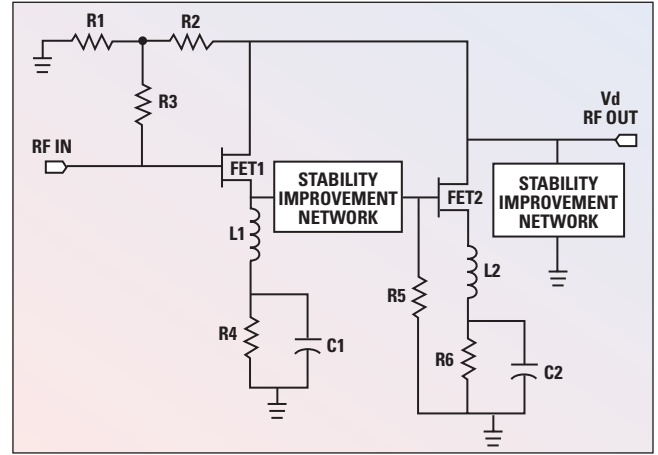 R1
R2
R3
Vd
RF OUT
RF IN
FET1
STABILITY
IMPROVEMENT
NETWORK
FET2
STABILITY
IMPROVEMENT
NETWORK
L1
L2
R5
R4
C1
R6
C2